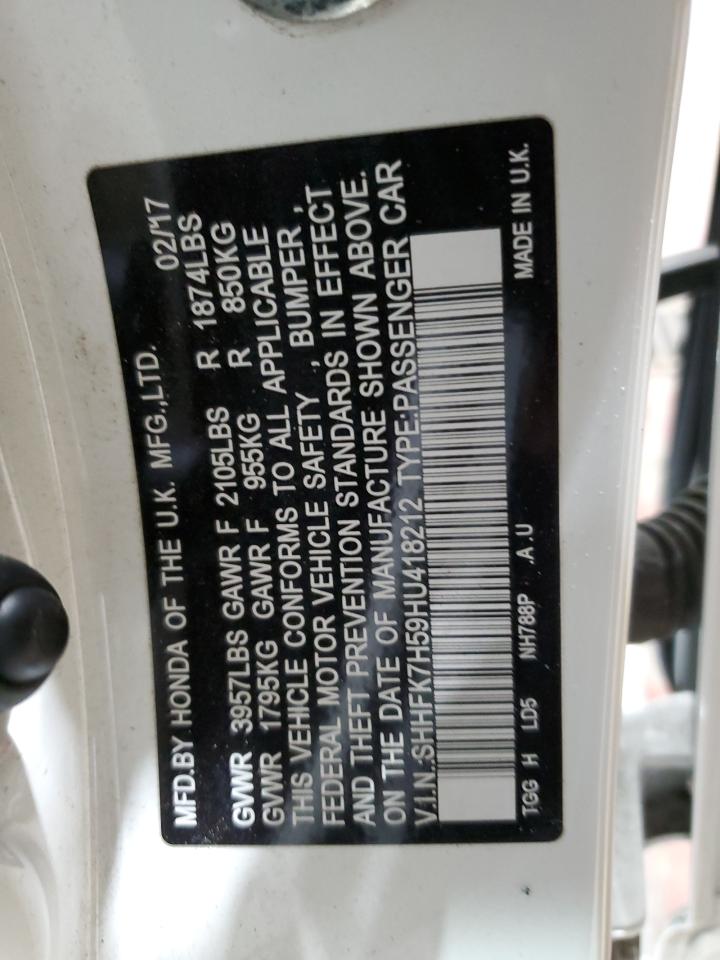 MFD.BY HONDA OF THE U.K. MFG.,LTD. 02/17
GVWR 3957LBS GAWR F 2105LBS R 1874LBS
GVWR 1795KG GAWR F 955KG R 850KG
THIS VEHICLE CONFORMS TO ALL APPLICABLE
FEDERAL MOTOR VEHICLE SAFETY , BUMPER ,
AND THEFT PREVENTION STANDARDS IN EFFECT
ON THE DATE OF MANUFACTURE SHOWN ABOVE.
V.I.N.:SHHFK7H59HU418212 TYPE:PASSENGER CAR
TGG H LD5 NH788P .A .U MADE IN U.K.